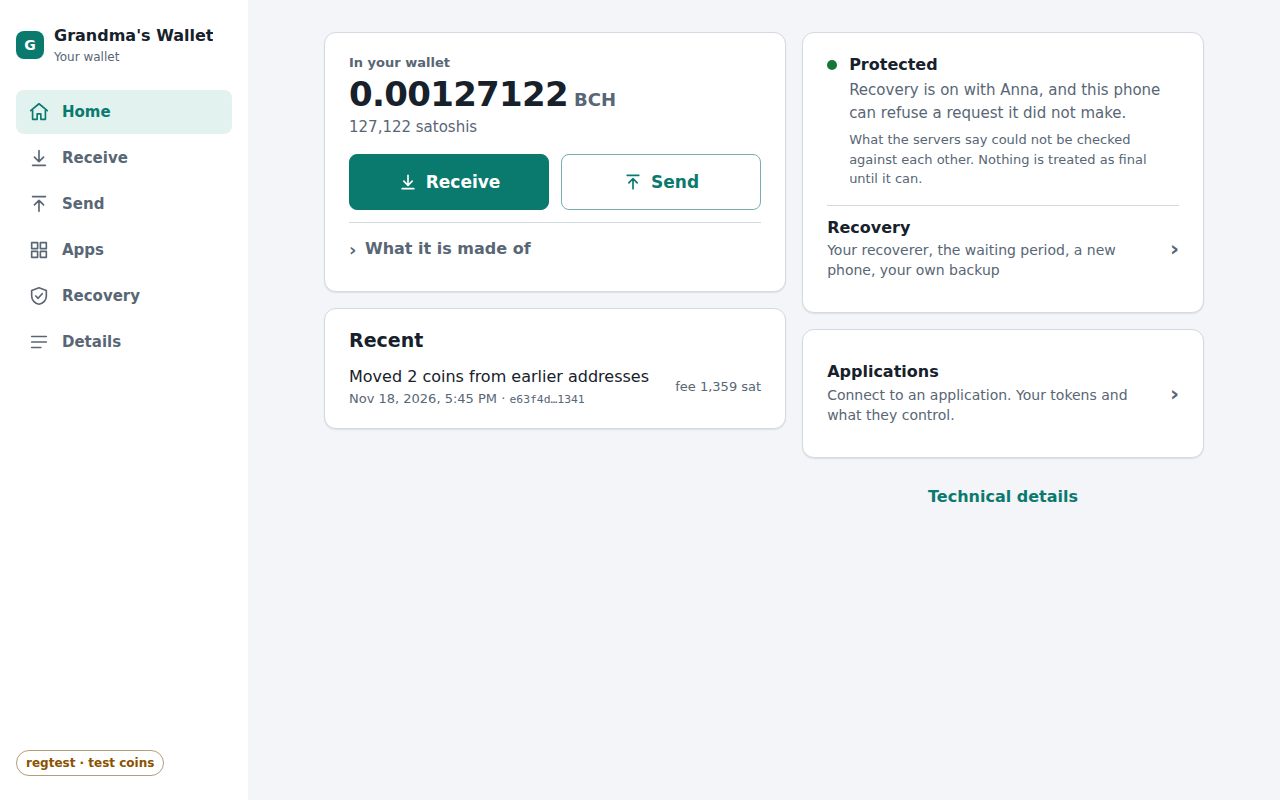 G
Grandma's Wallet
Your wallet
Home
Receive
Send
Apps
Recovery
Details
regtest · test coins
In your wallet
0.00127122 BCH
127,122 satoshis
Receive
Send
› What it is made of
Recent
Moved 2 coins from earlier addresses
Nov 18, 2026, 5:45 PM · e63f4d…1341
fee 1,359 sat
Protected
Recovery is on with Anna, and this phone
can refuse a request it did not make.
What the servers say could not be checked
against each other. Nothing is treated as final
until it can.
Recovery
Your recoverer, the waiting period, a new
phone, your own backup
›
Applications
Connect to an application. Your tokens and
what they control.
›
Technical details